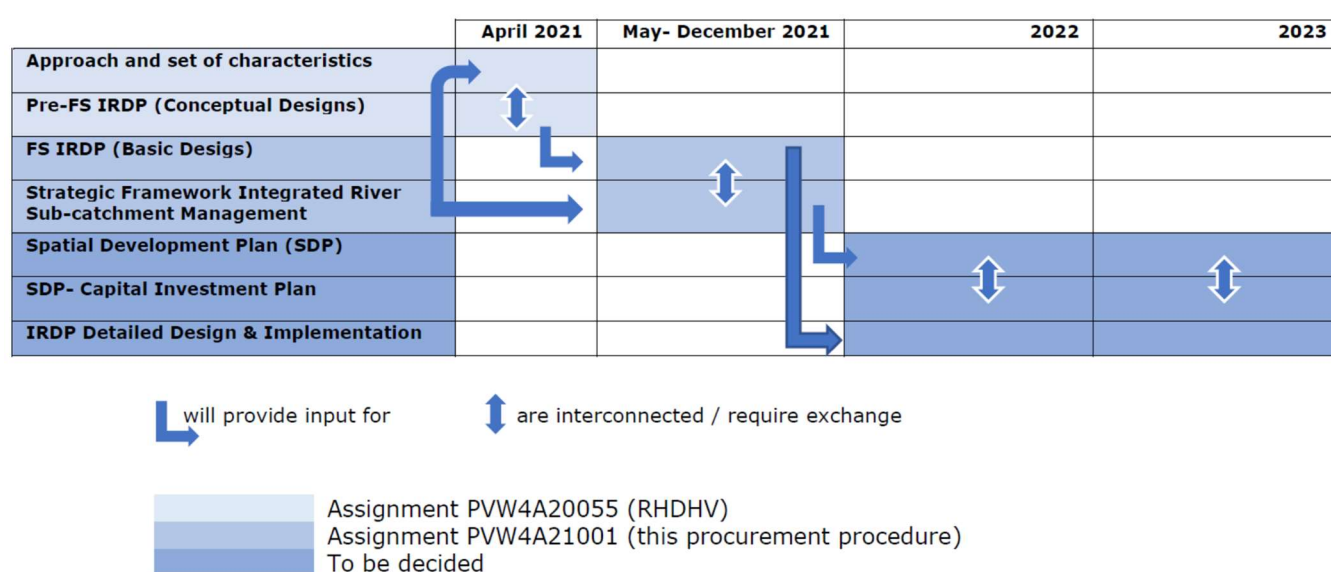 April 2021 May- December 2021 2022 2023
Approach and set of characteristics
Pre-FS IRDP (Conceptual Designs)
FS IRDP (Basic Desigs)
Strategic Framework Integrated River
Sub-catchment Management
Spatial Development Plan (SDP)
SDP- Capital Investment Plan
IRDP Detailed Design & Implementation
will provide input for are interconnected / require exchange
Assignment PVW4A20055 (RHDHV)
Assignment PVW4A21001 (this procurement procedure)
To be decided